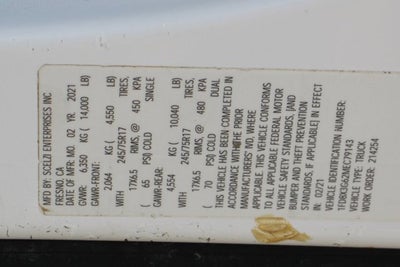 MFG BY: SCELZI ENTERPRISES INC
FRESNO, CA
DATE OF MFR: MO. 02 YR. 2021
GVWR: 6,350 KG ( 14,000 LB)
GAWR-FRONT:
2,064 KG ( 4,550 LB)
WITH 245/75R17 TIRES,
17X6.5 RIMS, @ 450 KPA
( 65 PSI) COLD SINGLE
GAWR-REAR:
4,554 KG ( 10,040 LB)
WITH 245/75R17 TIRES,
17X6.5 RIMS, @ 480 KPA
( 70 PSI) COLD DUAL
THIS VEHICLE HAS BEEN COMPLETED IN
ACCORDANCE WITH THE PRIOR
MANUFACTURERS' IVD, WHERE
APPLICABLE. THIS VEHICLE CONFORMS
TO ALL APPLICABLE FEDERAL MOTOR
VEHICLE SAFETY STANDARDS, [AND
BUMPER AND THEFT PREVENTION
STANDARDS, IF APPLICABLE] IN EFFECT
IN 02/21
VEHICLE IDENTIFICATION NUMBER:
VEHICLE TYPE: TRUCK
WORK ORDER: 214254